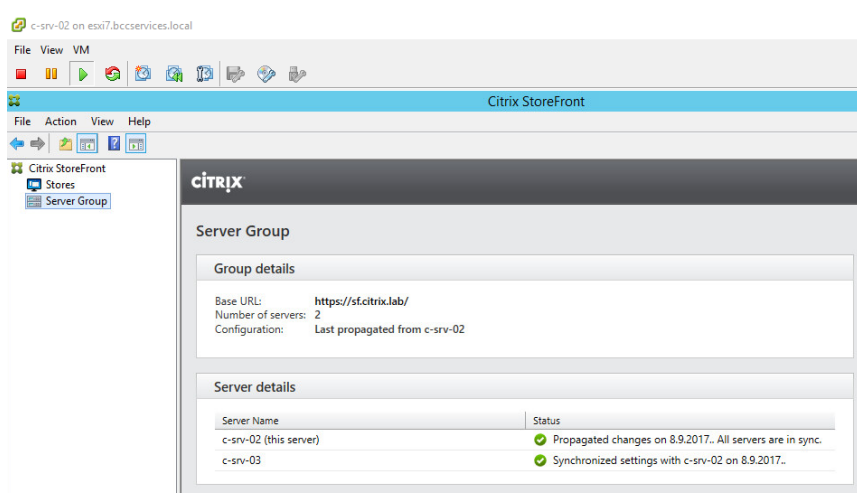 c-srv-02 on esxi7.bccservices.local
File View VM
Citrix StoreFront
File Action View Help
Citrix StoreFront
Stores
Server Group
CİTRIX
Server Group
Group details
Base URL: https://sf.citrix.lab/
Number of servers: 2
Configuration: Last propagated from c-srv-02
Server details
Server Name Status
c-srv-02 (this server) Propagated changes on 8.9.2017.. All servers are in sync.
c-srv-03 Synchronized settings with c-srv-02 on 8.9.2017..